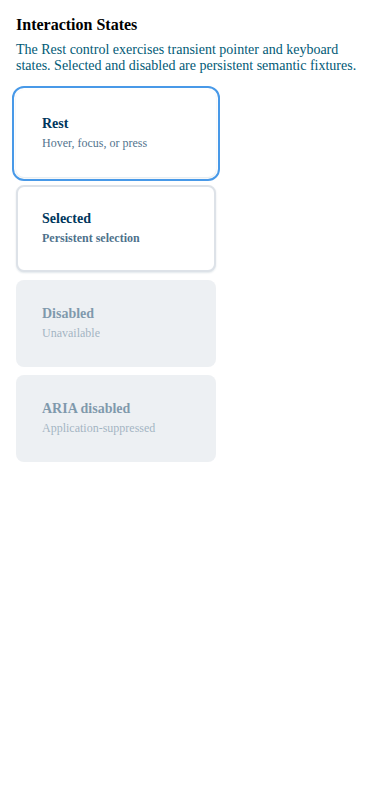 Interaction States
The Rest control exercises transient pointer and keyboard
states. Selected and disabled are persistent semantic fixtures.
Rest
Hover, focus, or press
Selected
Persistent selection
Disabled
Unavailable
ARIA disabled
Application-suppressed